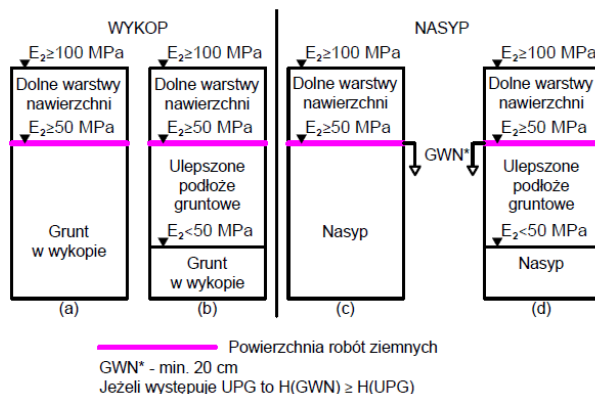 WYKOP
NASYP
E₂≥100 MPa
E₂≥100 MPa
E₂≥100 MPa
E₂≥100 MPa
Dolne warstwy
nawierzchni
Dolne warstwy
nawierzchni
Dolne warstwy
nawierzchni
Dolne warstwy
nawierzchni
E₂≥50 MPa
E₂≥50 MPa
E₂≥50 MPa
E₂≥50 MPa
GWN*
Grunt
w wykopie
Ulepszone
podłoże
gruntowe
Nasyp
Ulepszone
podłoże
gruntowe
E₂<50 MPa
E₂<50 MPa
Grunt
w wykopie
Nasyp
(a)
(b)
(c)
(d)
Powierzchnia robót ziemnych
GWN* - min. 20 cm
Jeżeli występuje UPG to H(GWN) ≥ H(UPG)